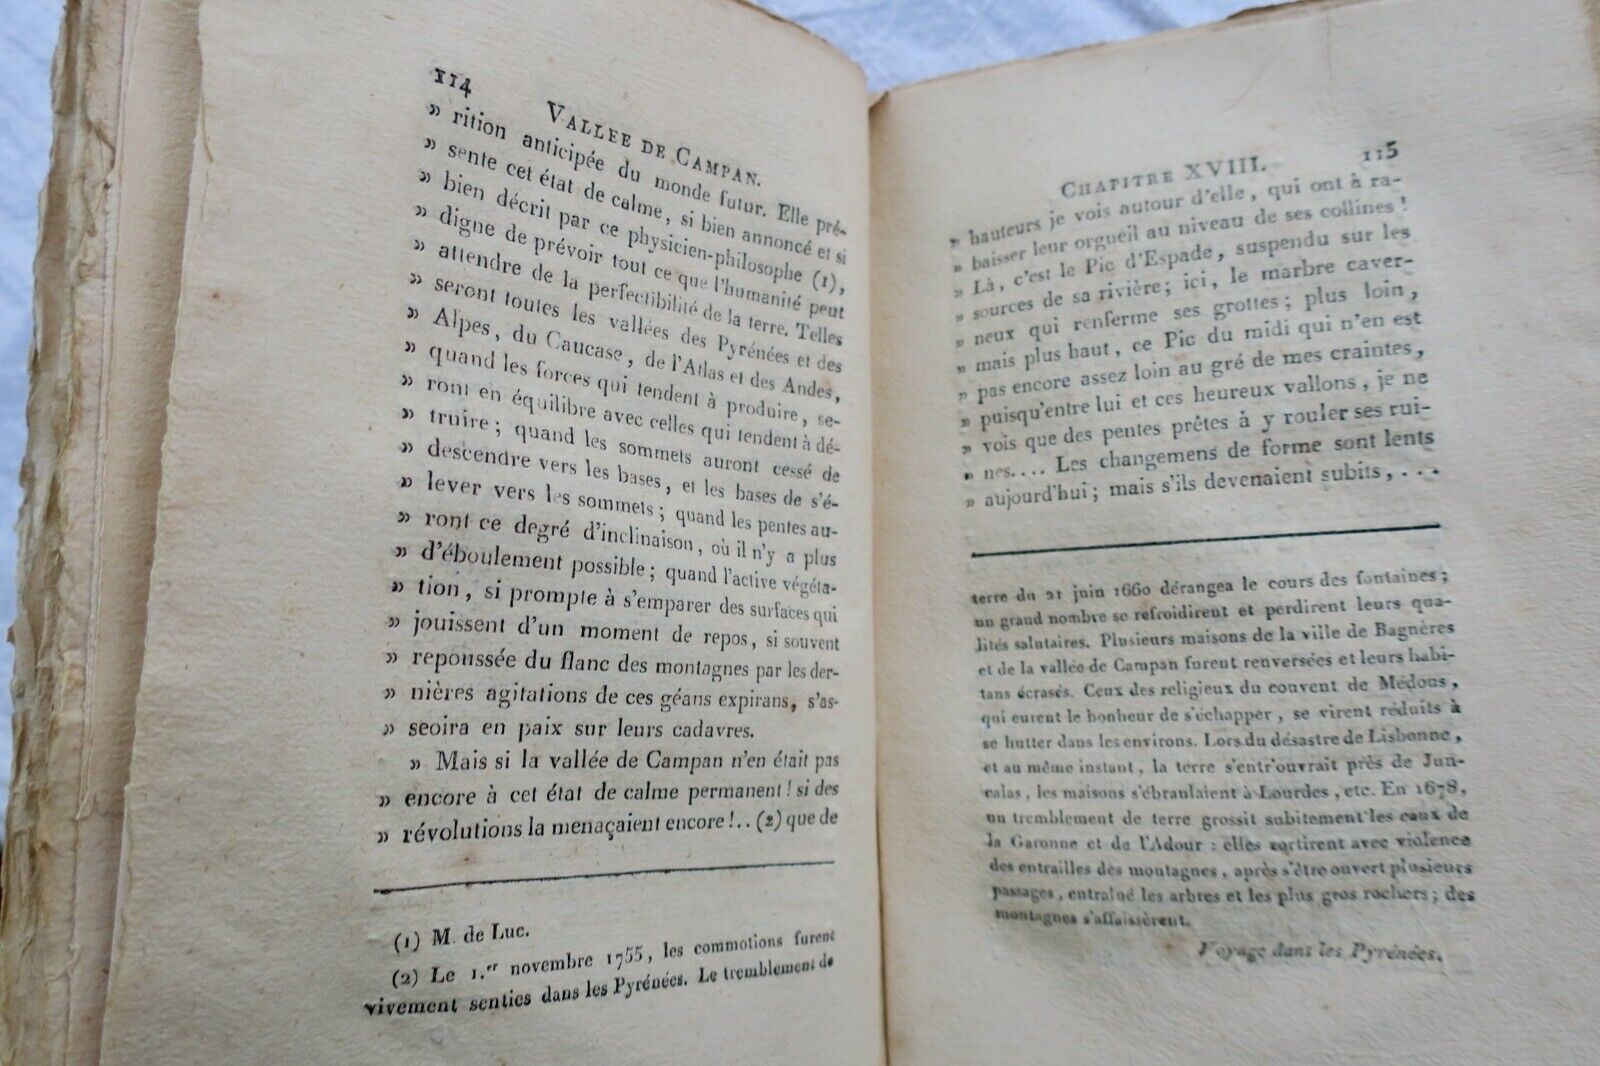 114
VALLEE DE CAMPAN.
» rition anticipée du monde futur. Elle pré-
» sente cet état de calme, si bien annoncé et si
» bien décrit par ce physicien-philosophe (1),
» digne de prévoir tout ce que l'humanité peut
» attendre de la perfectibilité de la terre. Telles
» seront toutes les vallées des Pyrénées et des
» Alpes, du Caucase, de l'Atlas et des Andes,
» quand les forces qui tendent à produire, se-
» ront en équilibre avec celles qui tendent à dé-
» truire; quand les sommets auront cessé de
» descendre vers les bases, et les bases de s'é-
» lever vers les sommets; quand les pentes au-
» ront ce degré d'inclinaison, où il n'y a plus
» d'éboulement possible; quand l'active végéta-
» tion, si prompte à s'emparer des surfaces qui
» jouissent d'un moment de repos, si souvent
» repoussée du flanc des montagnes par les der-
» nières agitations de ces géans expirans, s'as-
» seoira en paix sur leurs cadavres.
» Mais si la vallée de Campan n'en était pas
» encore à cet état de calme permanent! si des
» révolutions la menaçaient encore!.. (2) que de
(1) M. de Luc.
(2) Le 1.er novembre 1755, les commotions furent
vivement senties dans les Pyrénées. Le tremblement de
CHAPITRE XVIII. 115
» hauteurs je vois autour d'elle, qui ont à ra-
» baisser leur orgueil au niveau de ses collines!
» Là, c'est le Pic d'Espade, suspendu sur les
» sources de sa rivière; ici, le marbre caver-
» neux qui renferme ses grottes; plus loin,
» mais plus haut, ce Pic du midi qui n'en est
» pas encore assez loin au gré de mes craintes,
» puisqu'entre lui et ces heureux vallons, je ne
» vois que des pentes prêtes à y rouler ses rui-
» nes.... Les changemens de forme sont lents
» aujourd'hui; mais s'ils devenaient subits,...
terre du 21 juin 1660 dérangea le cours des fontaines;
un grand nombre se refroidirent et perdirent leurs qua-
lités salutaires. Plusieurs maisons de la ville de Bagnères
et de la vallée de Campan furent renversées et leurs habi-
tans écrasés. Ceux des religieux du couvent de Médous,
qui eurent le bonheur de s'échapper, se virent réduits à
se hutter dans les environs. Lors du désastre de Lisbonne,
et au même instant, la terre s'entr'ouvrait près de Jun-
calas, les maisons s'ébranlaient à Lourdes, etc. En 1678,
un tremblement de terre grossit subitement les eaux de
la Garonne et de l'Adour: elles sortirent avec violence
des entrailles des montagnes, après s'être ouvert plusieurs
passages, entraîné les arbres et les plus gros rochers; des
montagnes s'affaissèrent.
Voyage dans les Pyrénées.